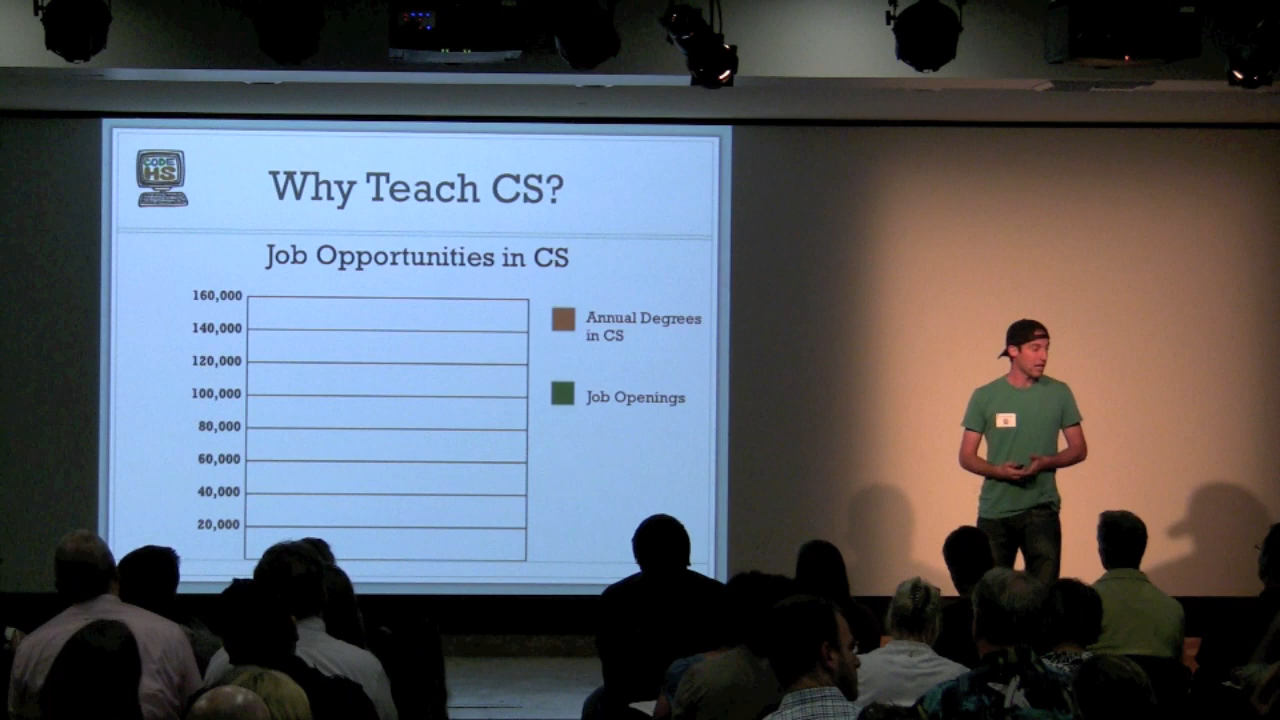 CODE
HS
Why Teach CS?
Job Opportunities in CS
160,000
140,000
120,000
100,000
80,000
60,000
40,000
20,000
Annual Degrees
in CS
Job Openings